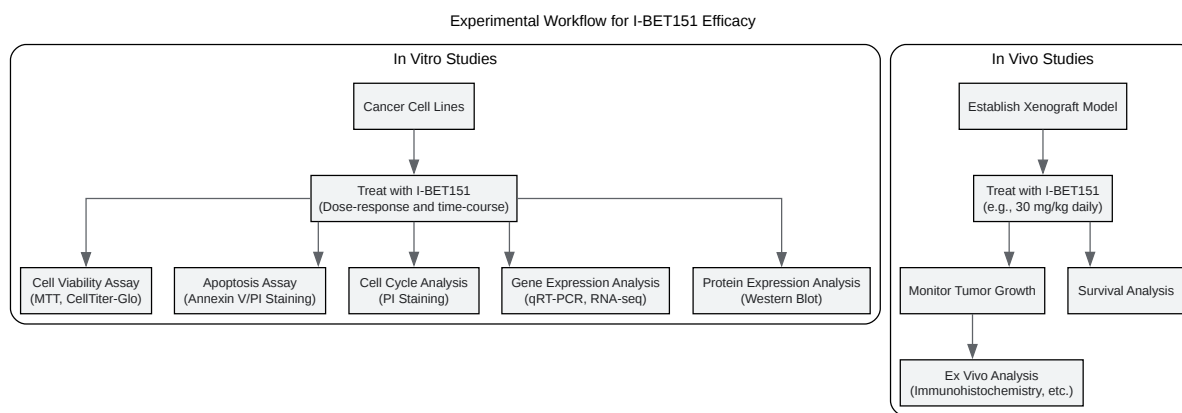 Experimental Workflow for I-BET151 Efficacy
In Vitro Studies
Cancer Cell Lines
Treat with I-BET151
(Dose-response and time-course)
Cell Viability Assay
(MTT, CellTiter-Glo)
Apoptosis Assay
(Annexin V/PI Staining)
Cell Cycle Analysis
(PI Staining)
Gene Expression Analysis
(qRT-PCR, RNA-seq)
Protein Expression Analysis
(Western Blot)
In Vivo Studies
Establish Xenograft Model
Treat with I-BET151
(e.g., 30 mg/kg daily)
Monitor Tumor Growth
Survival Analysis
Ex Vivo Analysis
(Immunohistochemistry, etc.)